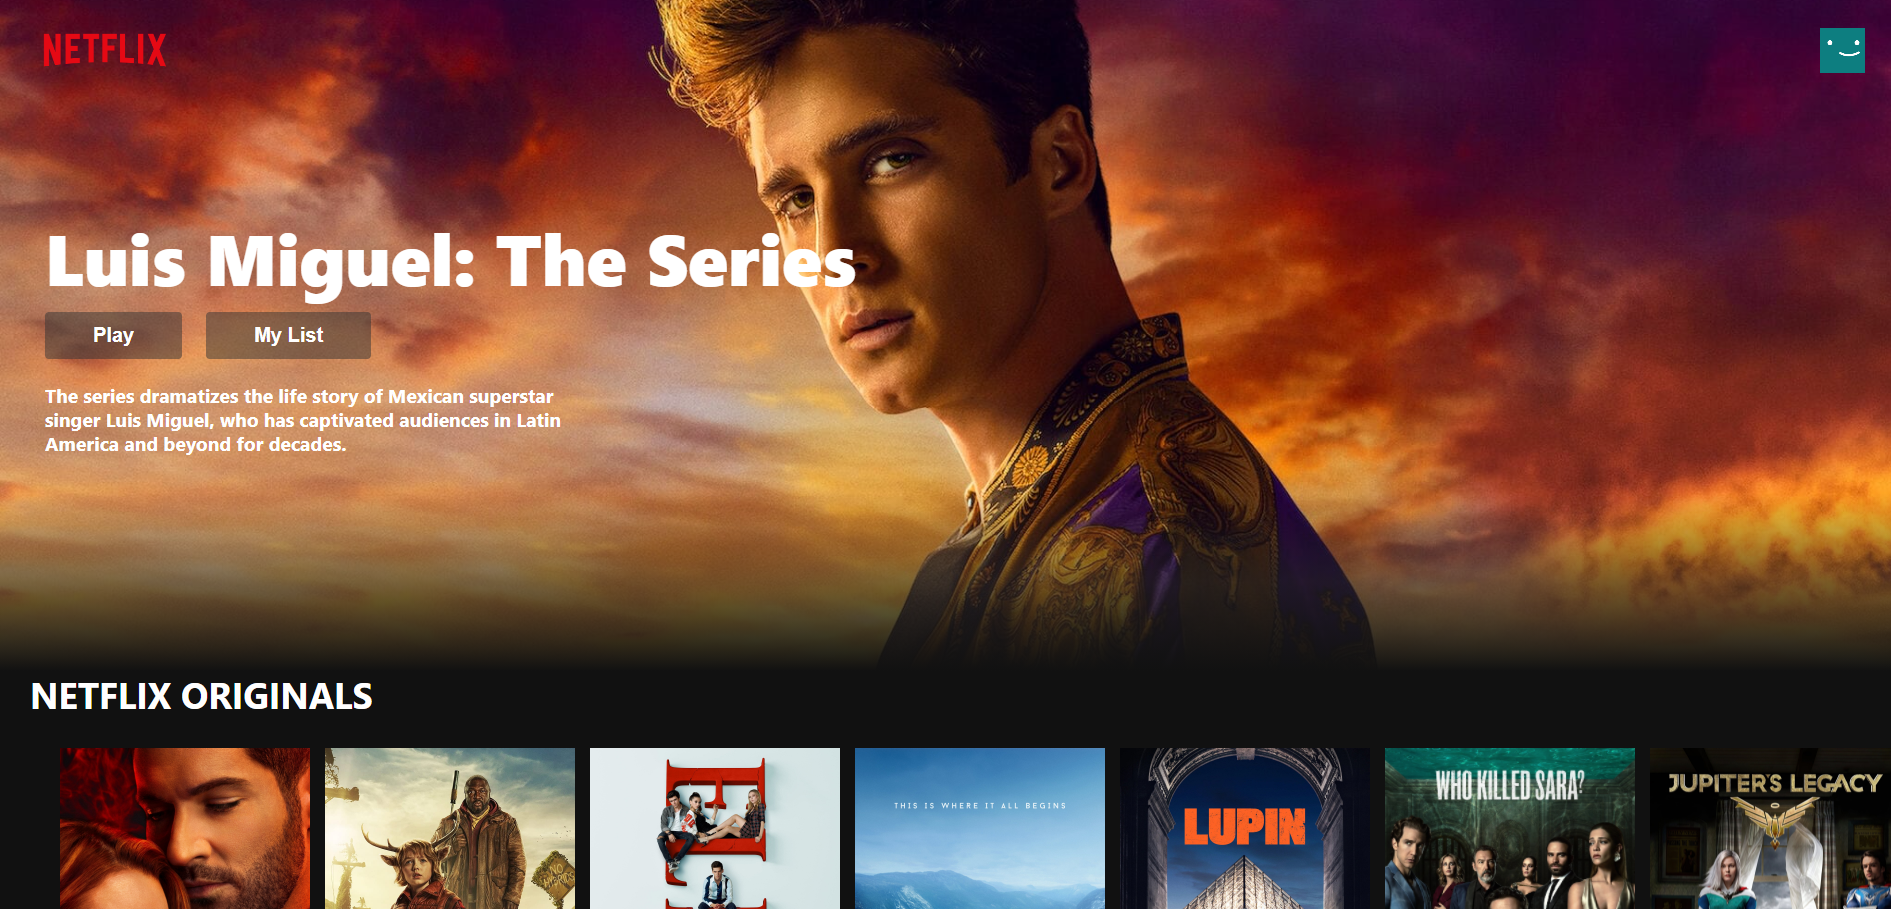 NETFLIX
Luis Miguel: The Series
Play
My List
The series dramatizes the life story of Mexican superstar
singer Luis Miguel, who has captivated audiences in Latin
America and beyond for decades.
NETFLIX ORIGINALS
THIS IS WHERE IT ALL BEGINS
LUPIN
WHO KILLED SARA?
JUPITER'S LEGACY
NO